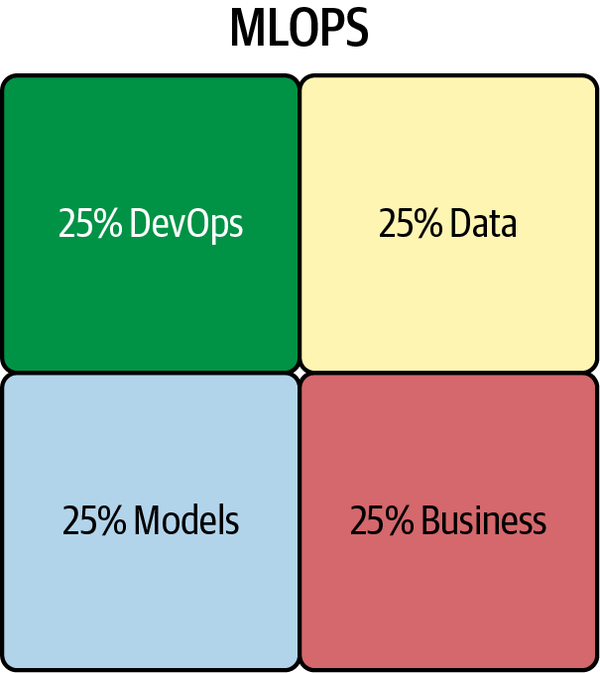 MLOPS
25% DevOps
25% Data
25% Models
25% Business